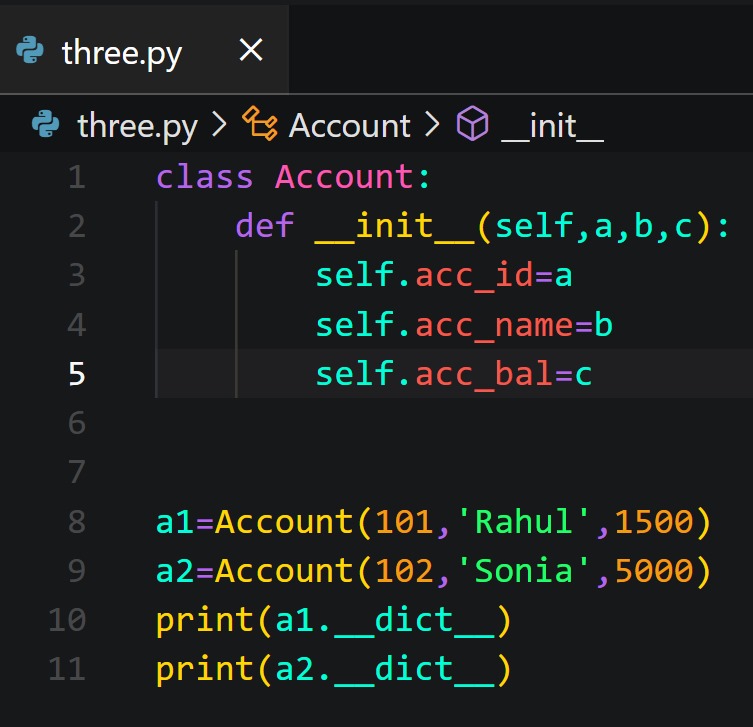 three.py ×
three.py > Account > __init__
1 class Account:
2     def __init__(self,a,b,c):
3         self.acc_id=a
4         self.acc_name=b
5         self.acc_bal=c
6
7
8 a1=Account(101,'Rahul',1500)
9 a2=Account(102,'Sonia',5000)
10 print(a1.__dict__)
11 print(a2.__dict__)